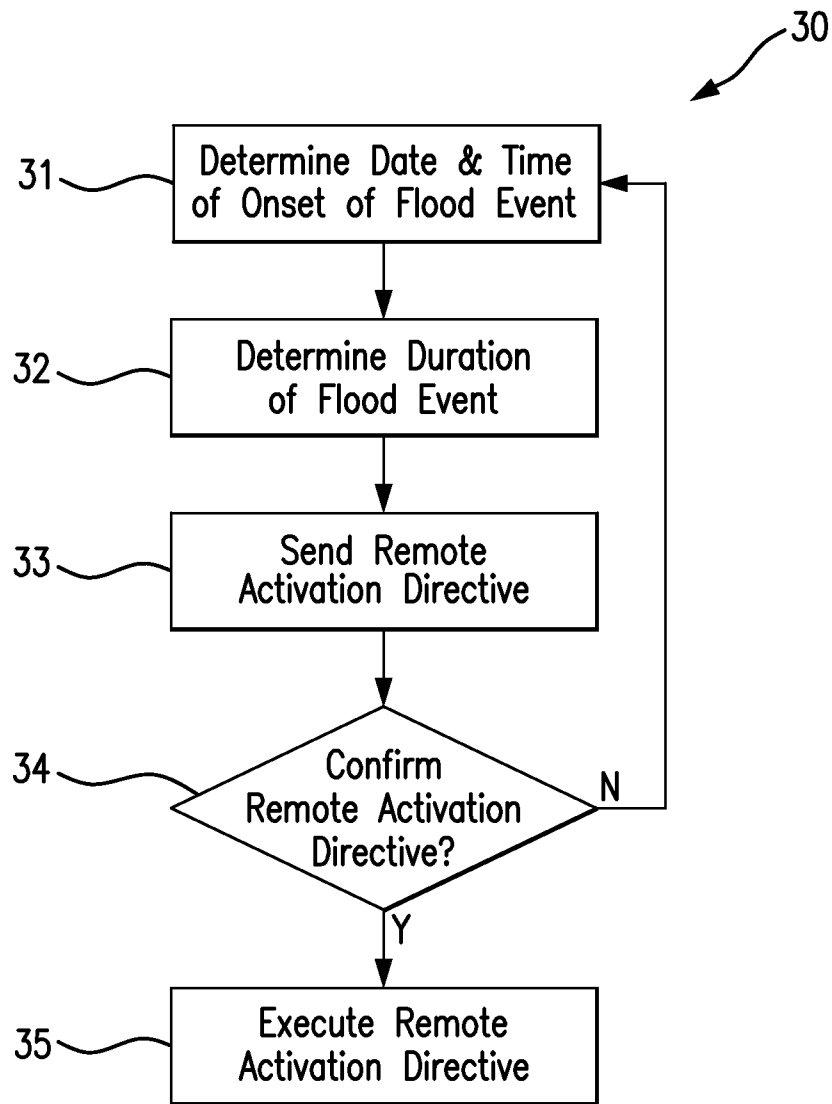 30
31
Determine Date & Time
of Onset of Flood Event
32
Determine Duration
of Flood Event
33
Send Remote
Activation Directive
34
Confirm
Remote Activation
Directive?
N
Y
35
Execute Remote
Activation Directive